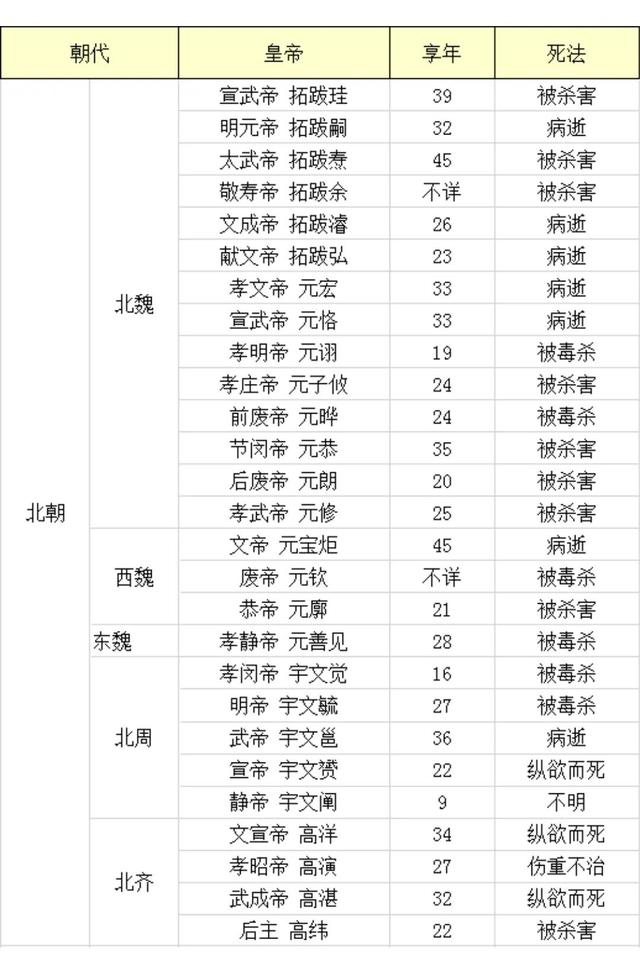 朝代 皇帝 享年 死法
北朝
北魏
宣武帝 拓跋珪 39 被杀害
明元帝 拓跋嗣 32 病逝
太武帝 拓跋焘 45 被杀害
敬寿帝 拓跋余 不详 被杀害
文成帝 拓跋濬 26 病逝
献文帝 拓跋弘 23 病逝
孝文帝 元宏 33 病逝
宣武帝 元恪 33 病逝
孝明帝 元诩 19 被毒杀
孝庄帝 元子攸 24 被杀害
前废帝 元晔 24 被毒杀
节闵帝 元恭 35 被杀害
后废帝 元朗 20 被杀害
孝武帝 元修 25 被杀害
西魏
文帝 元宝炬 45 病逝
废帝 元钦 不详 被毒杀
恭帝 元廓 21 被杀害
东魏 孝静帝 元善见 28 被毒杀
北周
孝闵帝 宇文觉 16 被毒杀
明帝 宇文毓 27 被毒杀
武帝 宇文邕 36 病逝
宣帝 宇文赟 22 纵欲而死
静帝 宇文阐 9 不明
北齐
文宣帝 高洋 34 纵欲而死
孝昭帝 高演 27 伤重不治
武成帝 高湛 32 纵欲而死
后主 高纬 22 被杀害